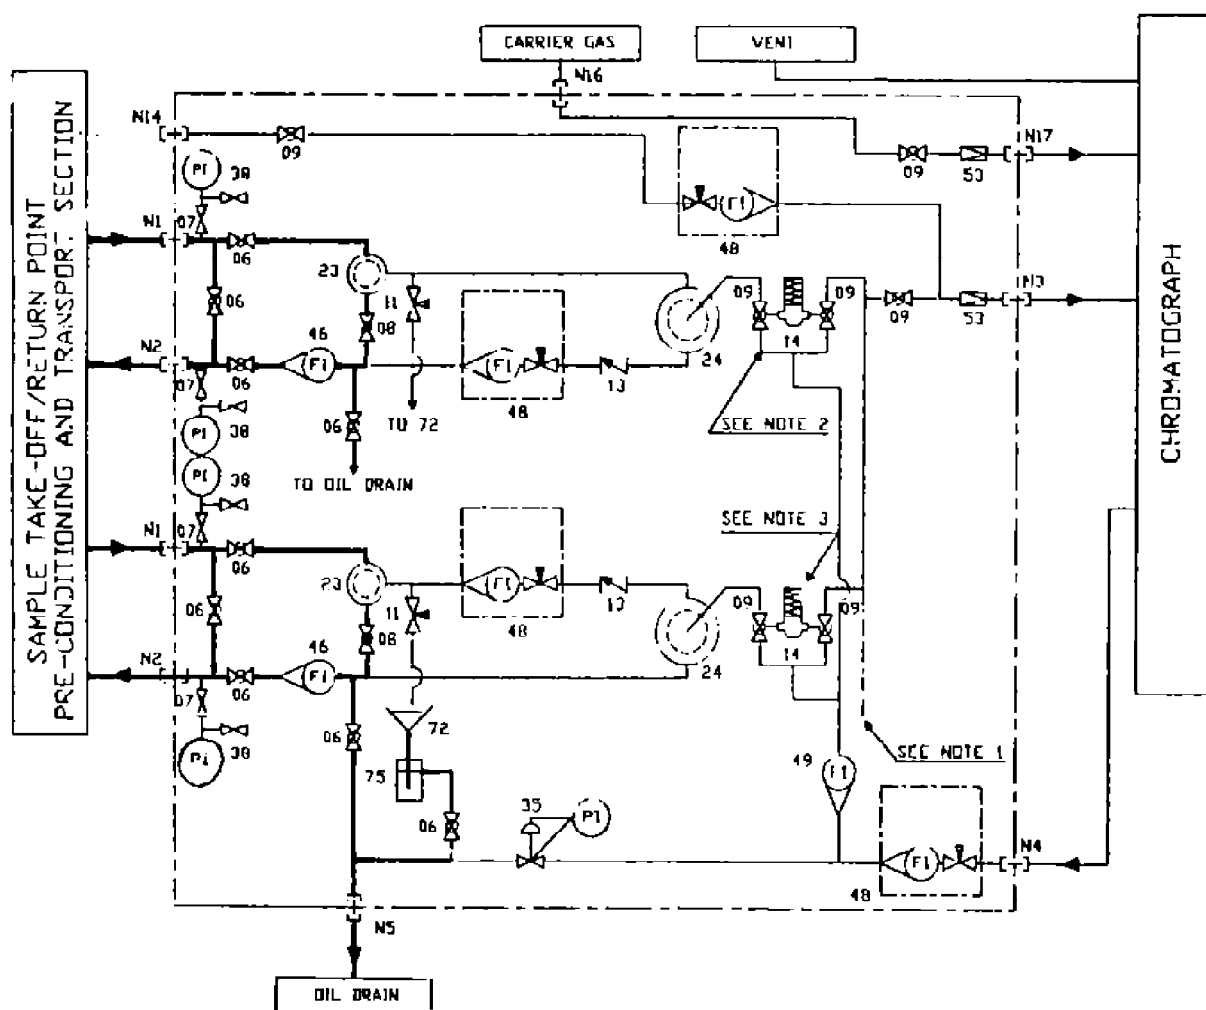 CARRIER GAS
VENT
N16
N14
09
N17
09
53
PI
38
48
FI
N1
07
06
23
11
08
09
14
09
N3
09
53
06
46
FI
N2
07
06
FI
48
13
24
SEE NOTE 2
PI
38
PI
38
06
TO 72
TO OIL DRAIN
SEE NOTE 3
N1
07
06
FI
48
13
23
11
08
09
14
09
06
46
FI
N2
07
06
24
PI
38
06
72
75
06
35
PI
49
FI
SEE NOTE 1
FI
48
N4
N5
OIL DRAIN
SAMPLE TAKE-OFF/RETURN POINT
PRE-CONDITIONING AND TRANSPORT SECTION
CHROMATOGRAPH